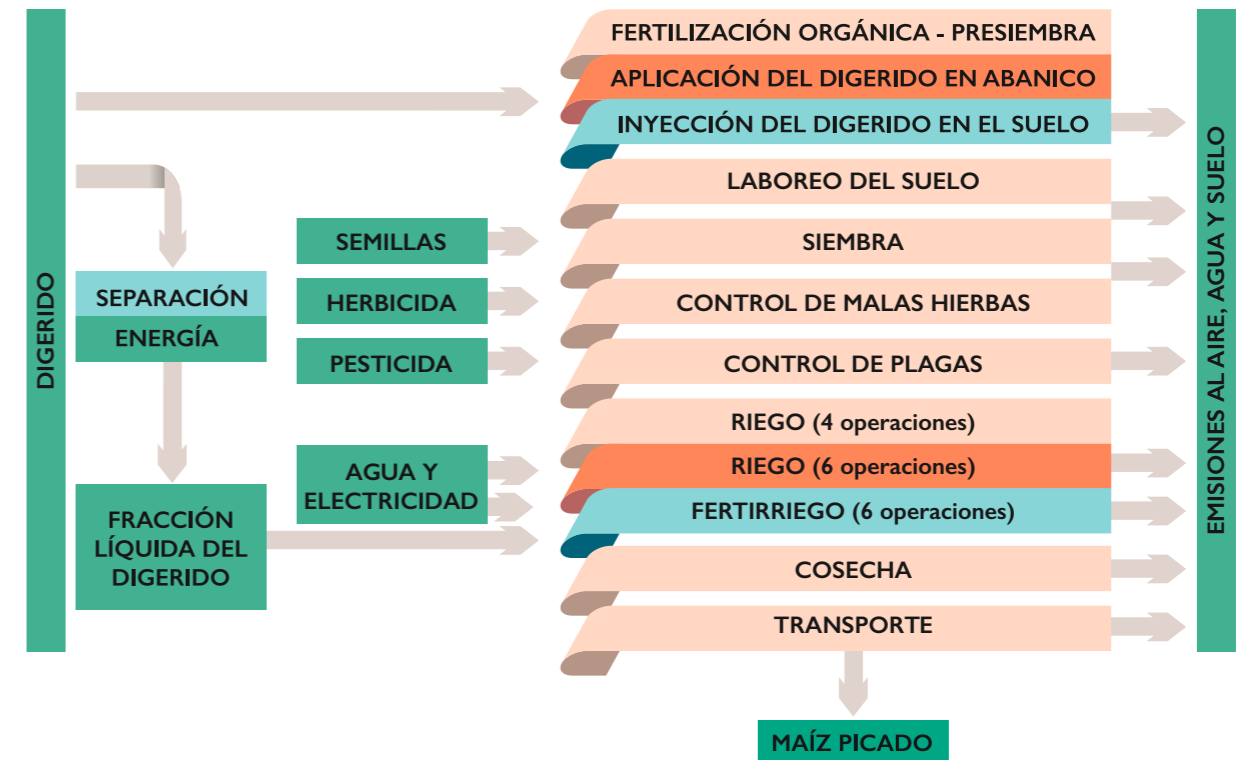 DIGERIDO
SEPARACIÓN
ENERGÍA
FRACCIÓN
LÍQUIDA DEL
DIGERIDO
SEMILLAS
HERBICIDA
PESTICIDA
AGUA Y
ELECTRICIDAD
FERTILIZACIÓN ORGÁNICA - PRESIEMBRA
APLICACIÓN DEL DIGERIDO EN ABANICO
INYECCIÓN DEL DIGERIDO EN EL SUELO
LABOREO DEL SUELO
SIEMBRA
CONTROL DE MALAS HIERBAS
CONTROL DE PLAGAS
RIEGO (4 operaciones)
RIEGO (6 operaciones)
FERTIRRIEGO (6 operaciones)
COSECHA
TRANSPORTE
MAÍZ PICADO
EMISIONES AL AIRE, AGUA Y SUELO